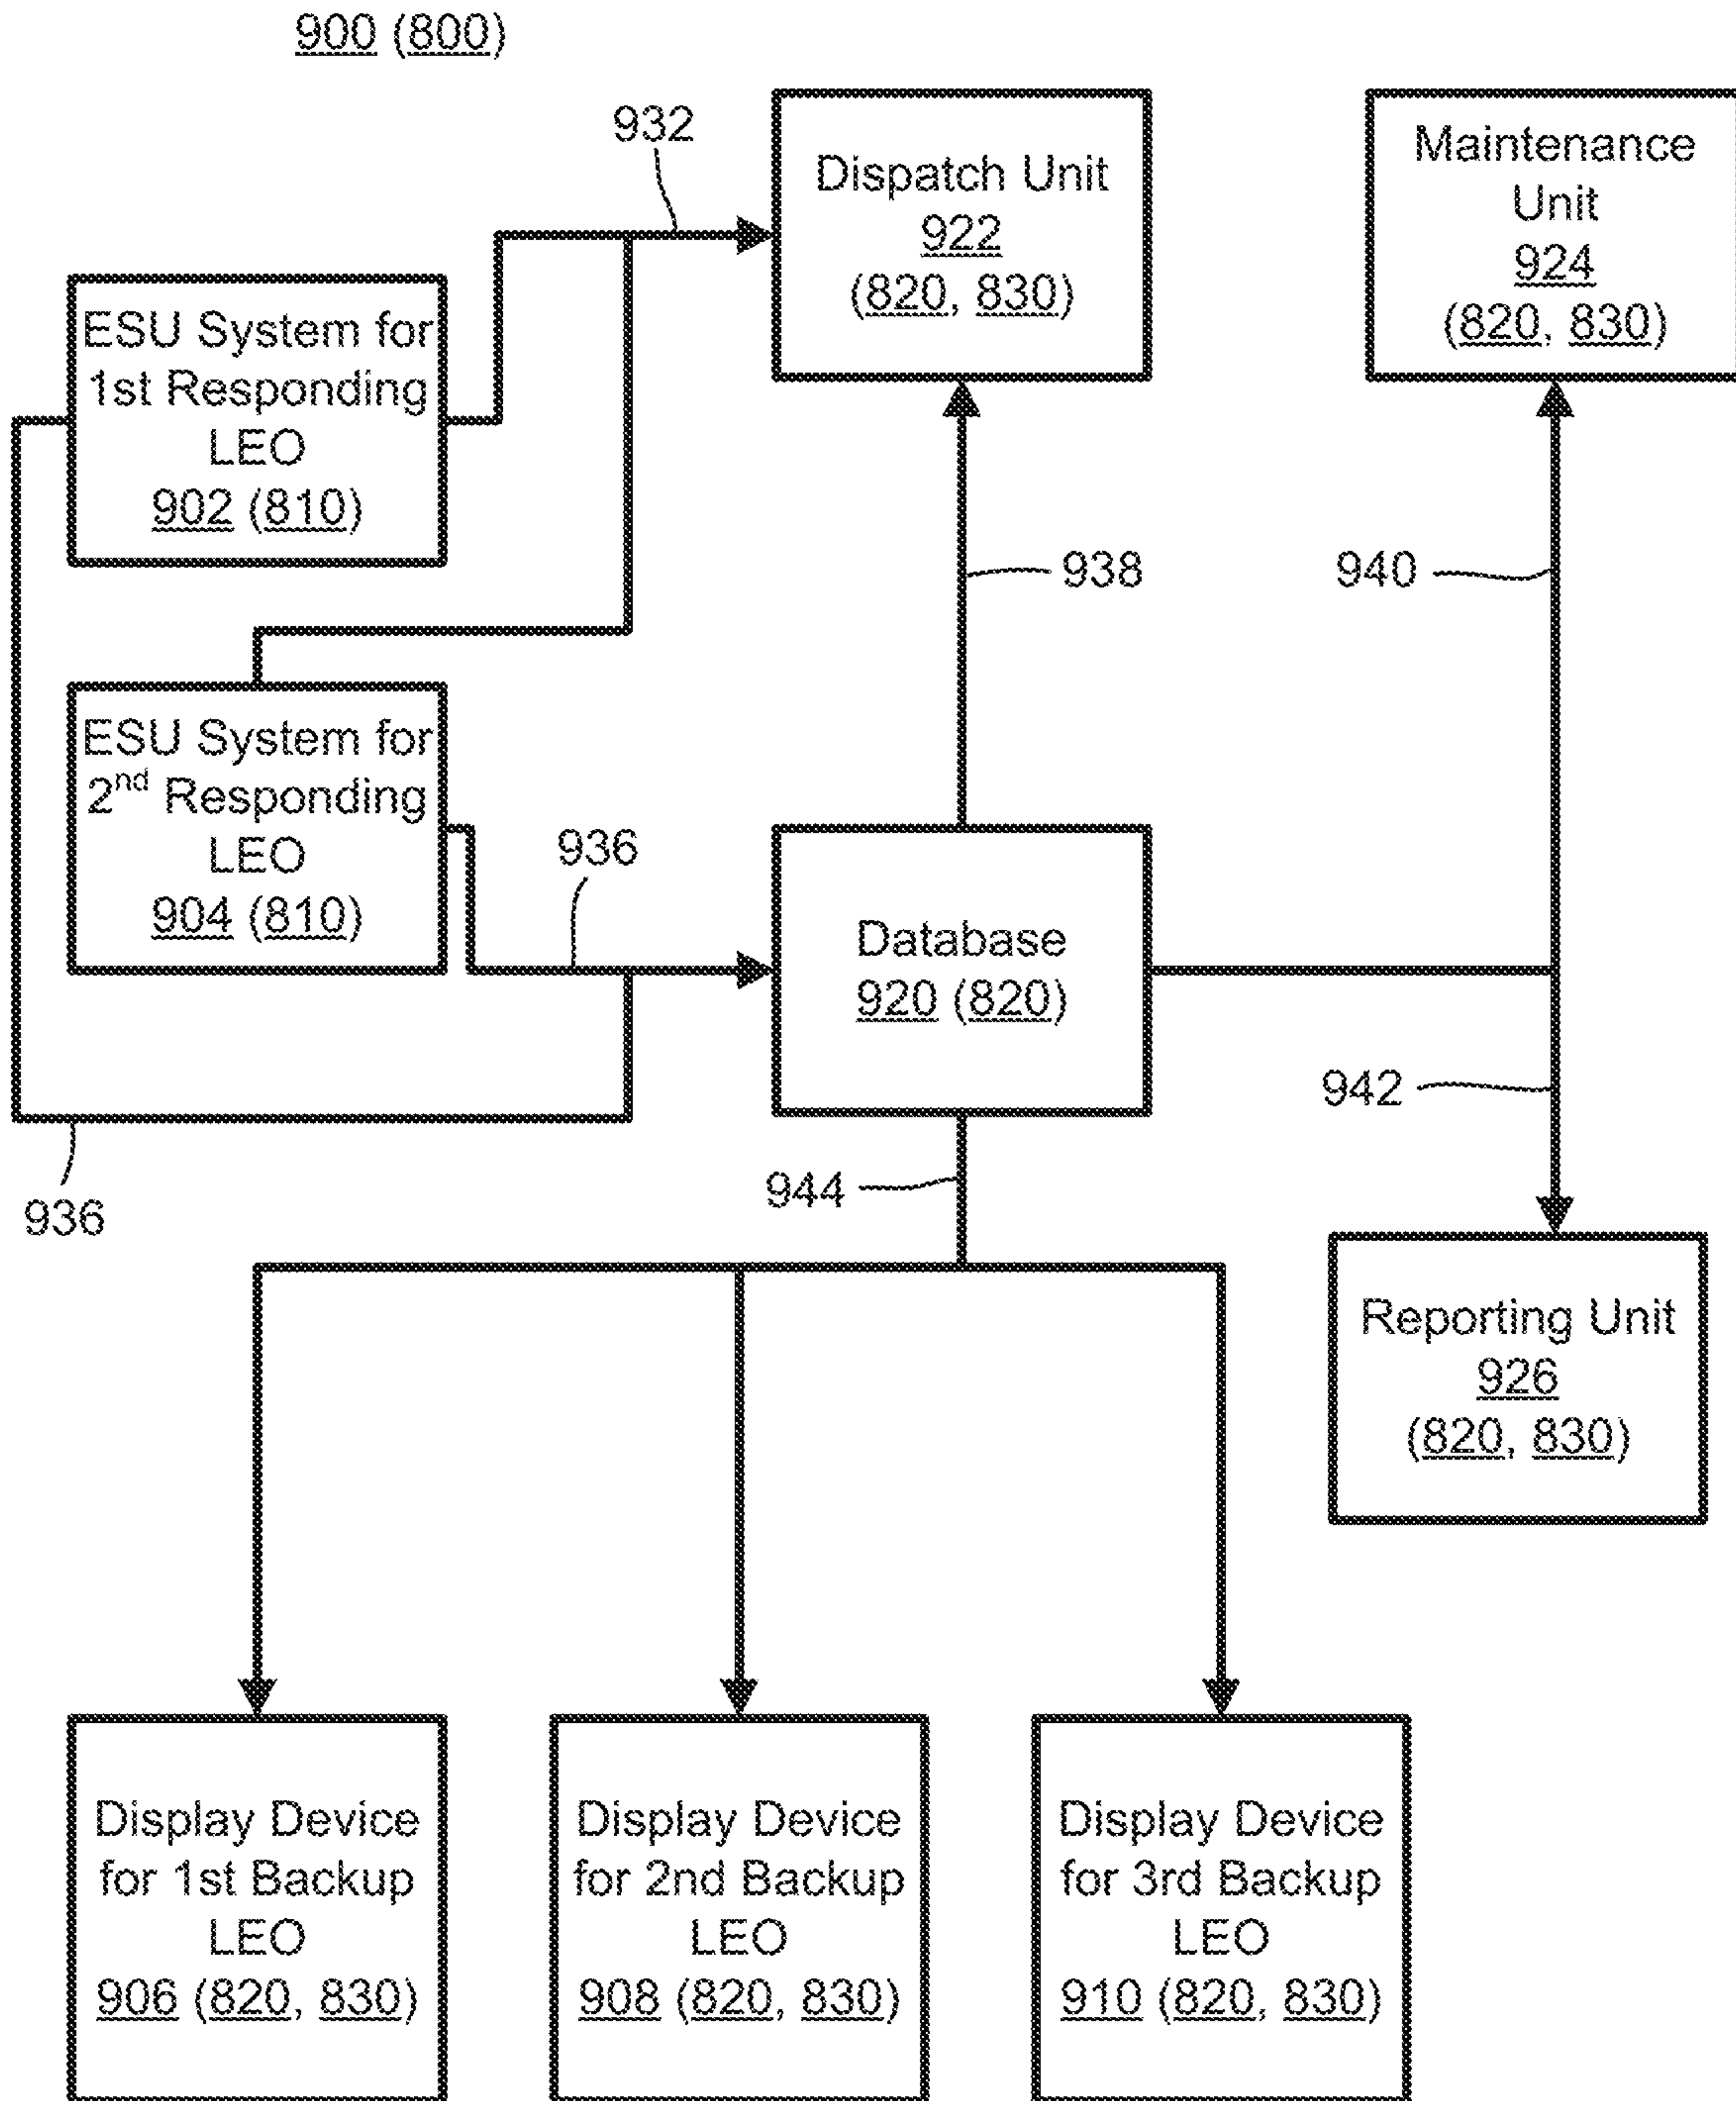 900 (800)
932
Dispatch Unit
922
(820, 830)
Maintenance
Unit
924
(820, 830)
ESU System for
1st Responding
LEO
902 (810)
938
940
ESU System for
2nd Responding
LEO
904 (810)
936
Database
920 (820)
942
944
936
Reporting Unit
926
(820, 830)
Display Device
for 1st Backup
LEO
906 (820, 830)
Display Device
for 2nd Backup
LEO
908 (820, 830)
Display Device
for 3rd Backup
LEO
910 (820, 830)